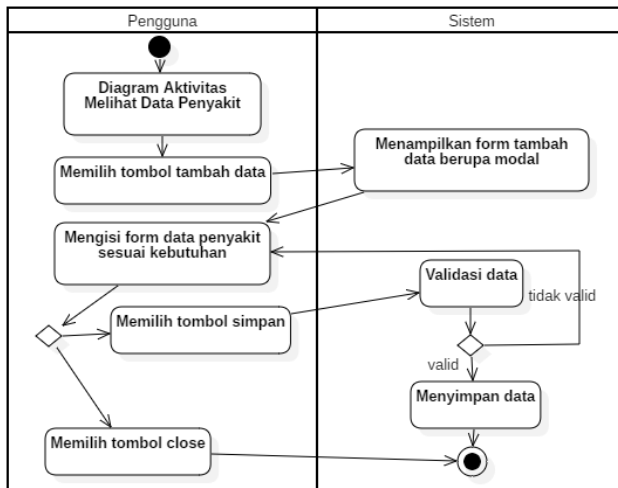 Pengguna
Sistem
Diagram Aktivitas
Melihat Data Penyakit
Memilih tombol tambah data
Menampilkan form tambah
data berupa modal
Mengisi form data penyakit
sesuai kebutuhan
Validasi data
tidak valid
Memilih tombol simpan
valid
Menyimpan data
Memilih tombol close